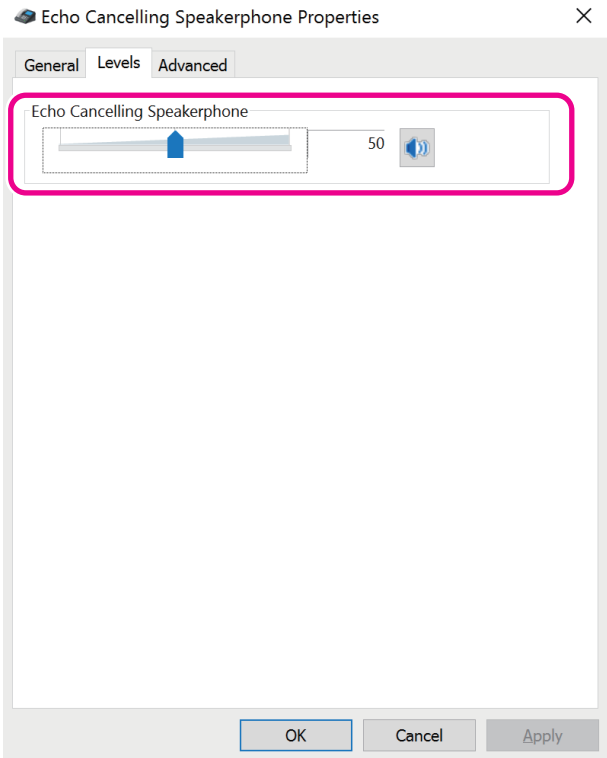 Echo Cancelling Speakerphone Properties
General Levels Advanced
Echo Cancelling Speakerphone
50
OK Cancel Apply